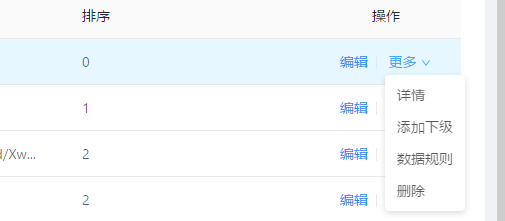 排序 操作
0 编辑 更多
详情
1 编辑
添加下级
d/Xw... 2 编辑
数据规则
删除
2 编辑